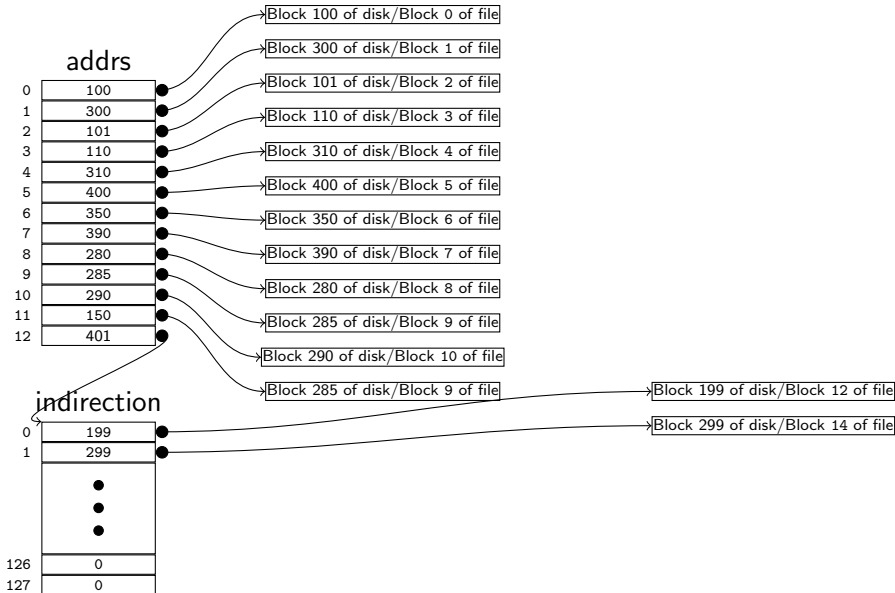 addrs
0 100
1 300
2 101
3 110
4 310
5 400
6 350
7 390
8 280
9 285
10 290
11 150
12 401
Block 100 of disk/Block 0 of file
Block 300 of disk/Block 1 of file
Block 101 of disk/Block 2 of file
Block 110 of disk/Block 3 of file
Block 310 of disk/Block 4 of file
Block 400 of disk/Block 5 of file
Block 350 of disk/Block 6 of file
Block 390 of disk/Block 7 of file
Block 280 of disk/Block 8 of file
Block 285 of disk/Block 9 of file
Block 290 of disk/Block 10 of file
Block 285 of disk/Block 9 of file
indirection
0 199
1 299
126 0
127 0
Block 199 of disk/Block 12 of file
Block 299 of disk/Block 14 of file